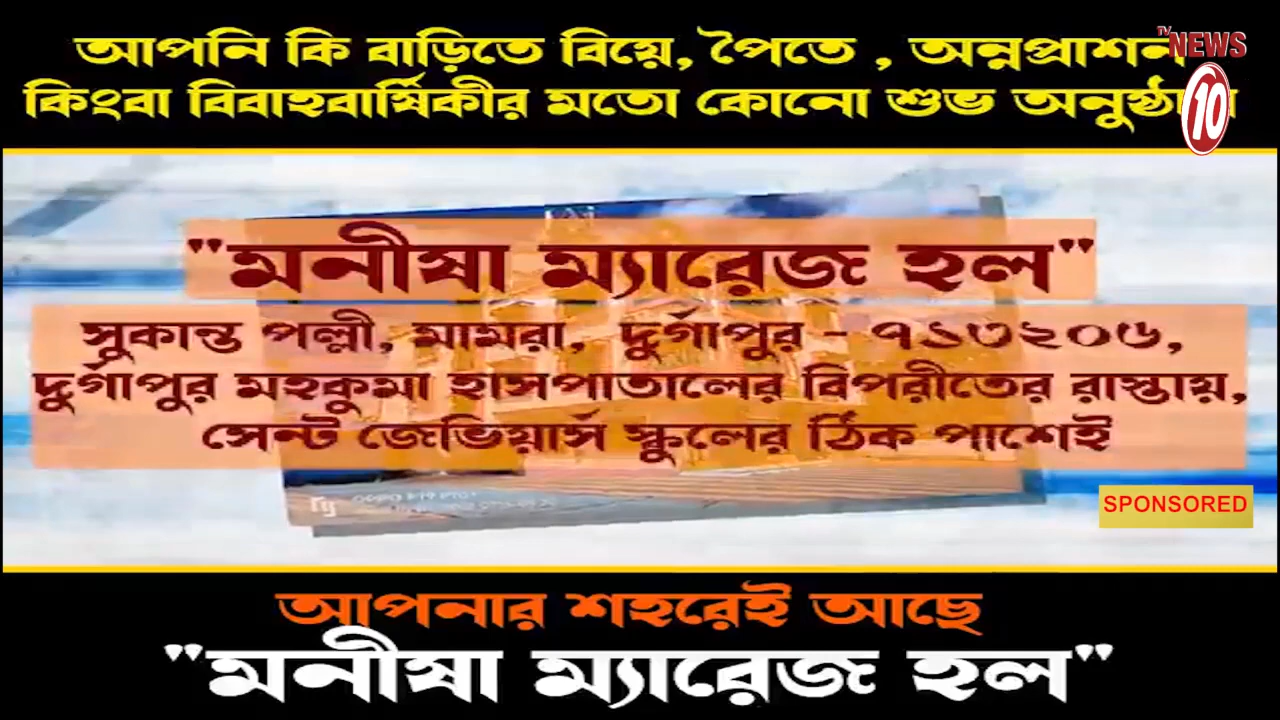 আপনি কি বাড়িতে বিয়ে, পৈতে , অন্নপ্রাশন
কিংবা বিবাহবার্ষিকীর মতো কোনো শুভ
TV NEWS
10
"মনীষা ম্যারেজ হল"
সুকান্ত পল্লী, মামরা, দুর্গাপুর - ৭১৩২০৬,
দুর্গাপুর মহকুমা হাসপাতালের বিপরীতের রাস্তায়,
সেন্ট জেভিয়ার্স স্কুলের ঠিক পাশেই
SPONSORED
আপনার শহরেই আছে
"মনীষা ম্যারেজ হল"